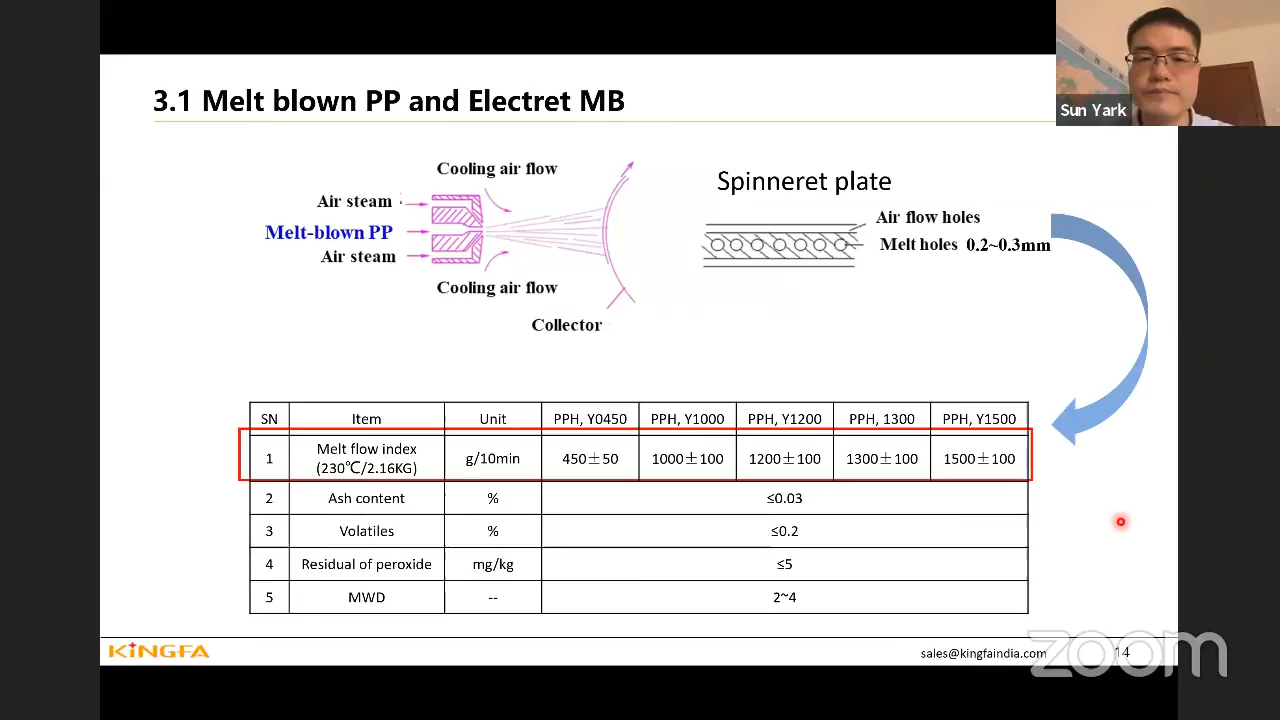 3.1 Melt blown PP and Electret MB
Sun Yark
Cooling air flow
Air steam
Melt-blown PP
Air steam
Cooling air flow
Collector
Spinneret plate
Air flow holes
Melt holes 0.2~0.3mm
SN Item Unit PPH, Y0450 PPH, Y1000 PPH, Y1200 PPH, 1300 PPH, Y1500
1 Melt flow index (230℃/2.16KG) g/10min 450±50 1000±100 1200±100 1300±100 1500±100
2 Ash content % ≤0.03
3 Volatiles % ≤0.2
4 Residual of peroxide mg/kg ≤5
5 MWD -- 2~4
KINGFA
sales@kingfaindia.com 14
zoom